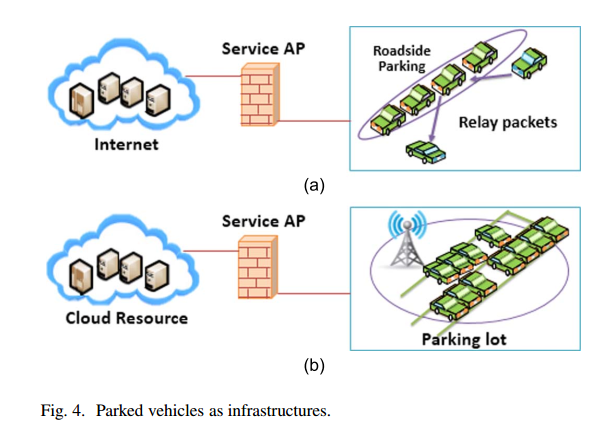 Service AP
Roadside
Parking
Relay packets
Internet
(a)
Service AP
Cloud Resource
Parking lot
(b)
Fig. 4. Parked vehicles as infrastructures.